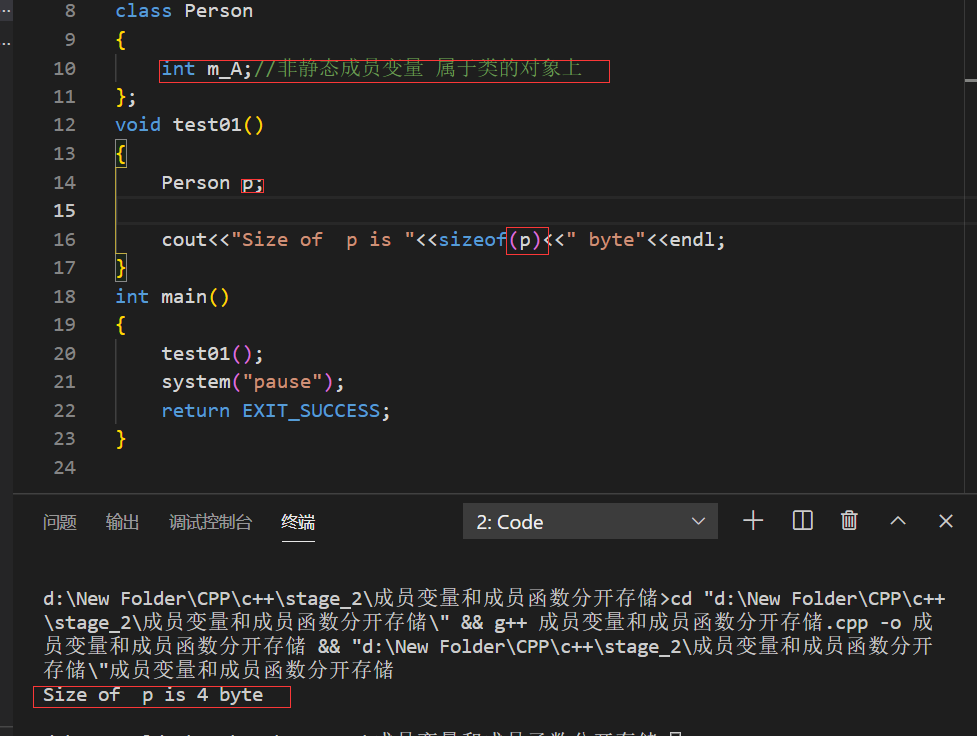 8 class Person
9 {
10 int m_A;//非静态成员变量 属于类的对象上
11 };
12 void test01()
13 {
14 Person p;
15
16 cout<<"Size of  p is "<<sizeof(p)<<" byte"<<endl;
17 }
18 int main()
19 {
20 test01();
21 system("pause");
22 return EXIT_SUCCESS;
23 }
24
问题 输出 调试控制台 终端 2: Code
d:\New Folder\CPP\c++\stage_2\成员变量和成员函数分开存储>cd "d:\New Folder\CPP\c++
\stage_2\成员变量和成员函数分开存储\" && g++ 成员变量和成员函数分开存储.cpp -o 成
员变量和成员函数分开存储 && "d:\New Folder\CPP\c++\stage_2\成员变量和成员函数分开
存储\"成员变量和成员函数分开存储
Size of  p is 4 byte